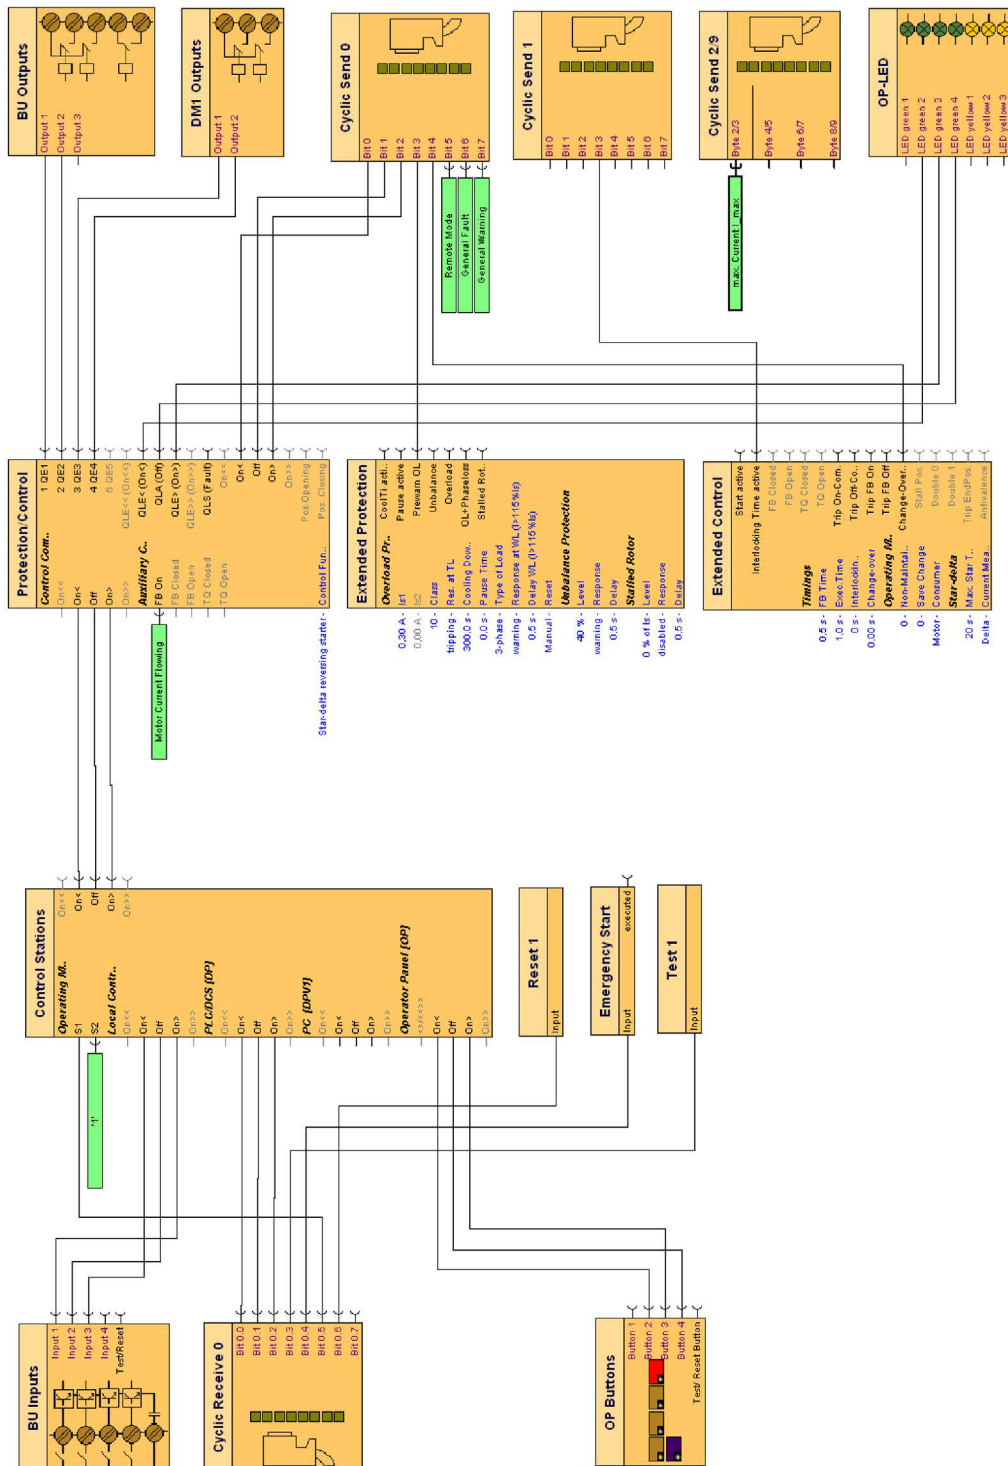 BU Inputs
Input 1
Input 2
Input 3
Input 4
Test/Reset
Cyclic Receive 0
Bit 0.0
Bit 0.1
Bit 0.2
Bit 0.3
Bit 0.4
Bit 0.5
Bit 0.6
Bit 0.7
OP Buttons
Button 1
Button 2
Button 3
Button 4
Test/ Reset Button
'1'
Control Stations
Operating M..
S1
S2
Local Contr..
On<<
On<
Off
On>
On>>
PLC/DCS [DP]
On<<
On<
Off
On>
On>>
PC [DPV1]
On<<
On<
Off
On>
On>>
Operator Panel [OP]
<>/<<>>
On<
Off
On>
On>>
On<<
On<
Off
On>
On>>
Reset 1
Input
Emergency Start
Input
executed
Test 1
Input
Motor Current Flowing
Protection/Control
Control Com..
On<<
On<
Off
On>
On>>
Auxiliary C..
FB On
FB Closed
FB Open
TQ Closed
TQ Open
Star-delta reversing starter - Control Fun..
1 QE1
2 QE2
3 QE3
4 QE4
5 QE5
QLE<< (On<<)
QLE< (On<)
QLA (Off)
QLE> (On>)
QLE>> (On>>)
QLS (Fault)
On<<
On<
Off
On>
On>>
Pos. Opening
Pos. Closing
Extended Protection
Overload Pr..
0,30 A - Is1
0,00 A - Is2
10 - Class
tripping - Res. at TL
300,0 s - Cooling Dow..
0,0 s - Pause Time
3-phase - Type of Load
warning - Response at WL (I>115%Is)
0,5 s - Delay WL (I>115%Is)
Manual - Reset
Unbalance Protection
40 % - Level
warning - Response
0,5 s - Delay
Stalled Rotor
0 % of Is - Level
disabled - Response
0,5 s - Delay
CoolTi acti..
Pause active
Prewarn OL
Unbalance
Overload
OL+Phaseloss
Stalled Rot..
Extended Control
Timings
0,5 s - FB Time
1,0 s - Exec. Time
0 s - Interlockin..
0,00 s - Change-over
Operating M..
0 - Non-Maintai..
0 - Save Change
Motor - Consumer
Star-delta
20 s - Max. Star T..
Delta - Current Mea..
Start active
Interlocking Time active
FB Closed
FB Open
TQ Closed
TQ Open
Trip On-Com..
Trip Off-Co..
Trip FB On
Trip FB Off
Change-Over..
Stall Pos.
Double 0
Double 1
Trip EndPos.
Antivalence
BU Outputs
Output 1
Output 2
Output 3
DM1 Outputs
Output 1
Output 2
Cyclic Send 0
Bit 0
Bit 1
Bit 2
Bit 3
Bit 4
Bit 5
Bit 6
Bit 7
Remote Mode
General Fault
General Warning
Cyclic Send 1
Bit 0
Bit 1
Bit 2
Bit 3
Bit 4
Bit 5
Bit 6
Bit 7
Cyclic Send 2/9
Byte 2/3
Byte 4/5
Byte 6/7
Byte 8/9
max. Current I_max
OP-LED
LED green 1
LED green 2
LED green 3
LED green 4
LED yellow 1
LED yellow 2
LED yellow 3